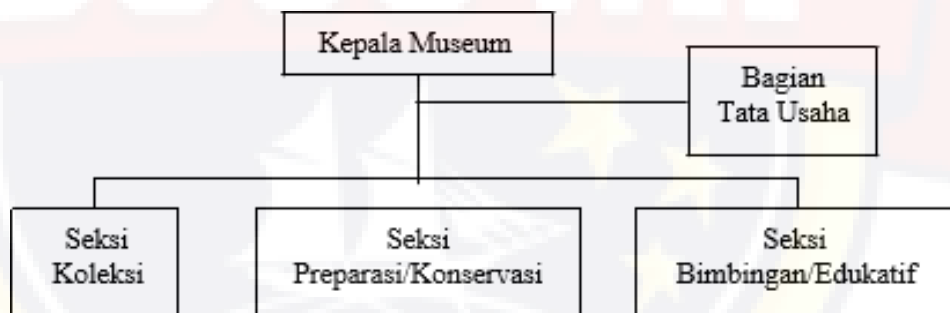 Kepala Museum
Bagian
Tata Usaha
Seksi
Koleksi
Seksi
Preparasi/Konservasi
Seksi
Bimbingan/Edukatif